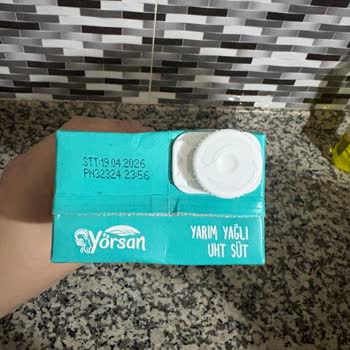 STT:19.04.2026
PN32324 23:56
Yörsan
YARIM YAĞLI
UHT SÜT